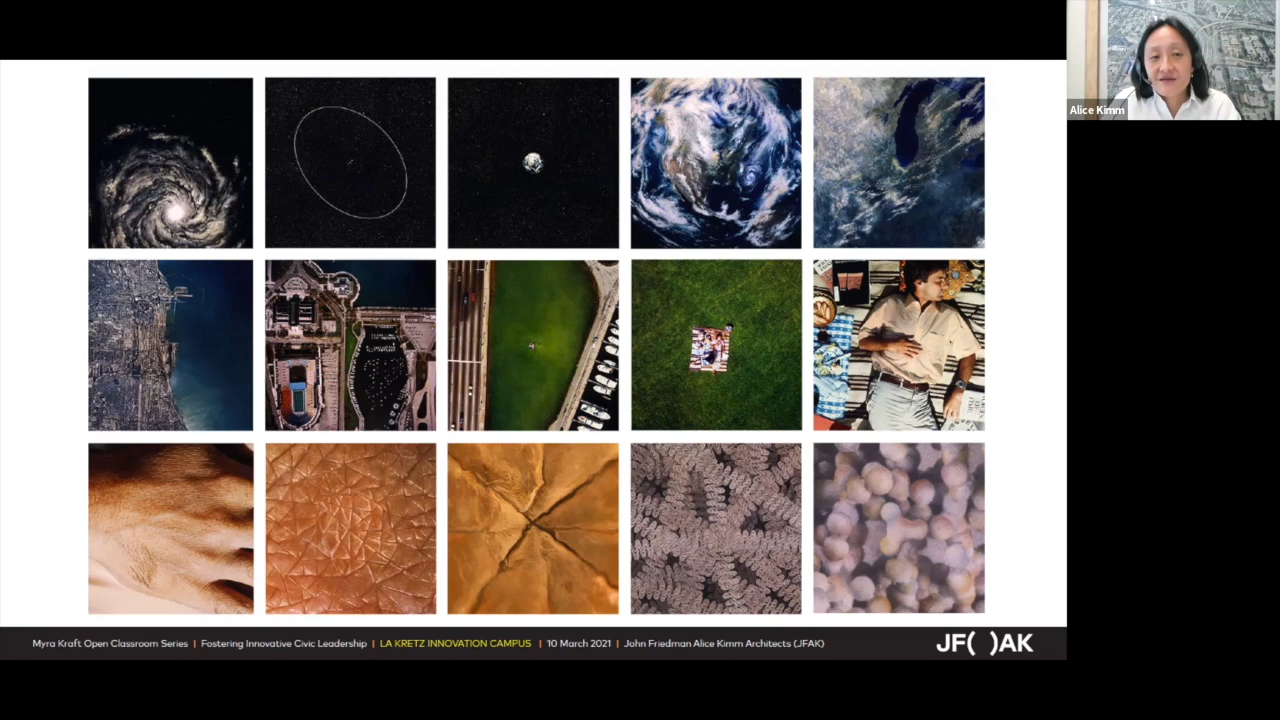 Alice Kimm
Myra Kraft Open Classroom Series | Fostering Innovative Civic Leadership | LA KRETZ INNOVATION CAMPUS | 10 March 2021 | John Friedman Alice Kimm Architects (JFAK)
JF( )AK